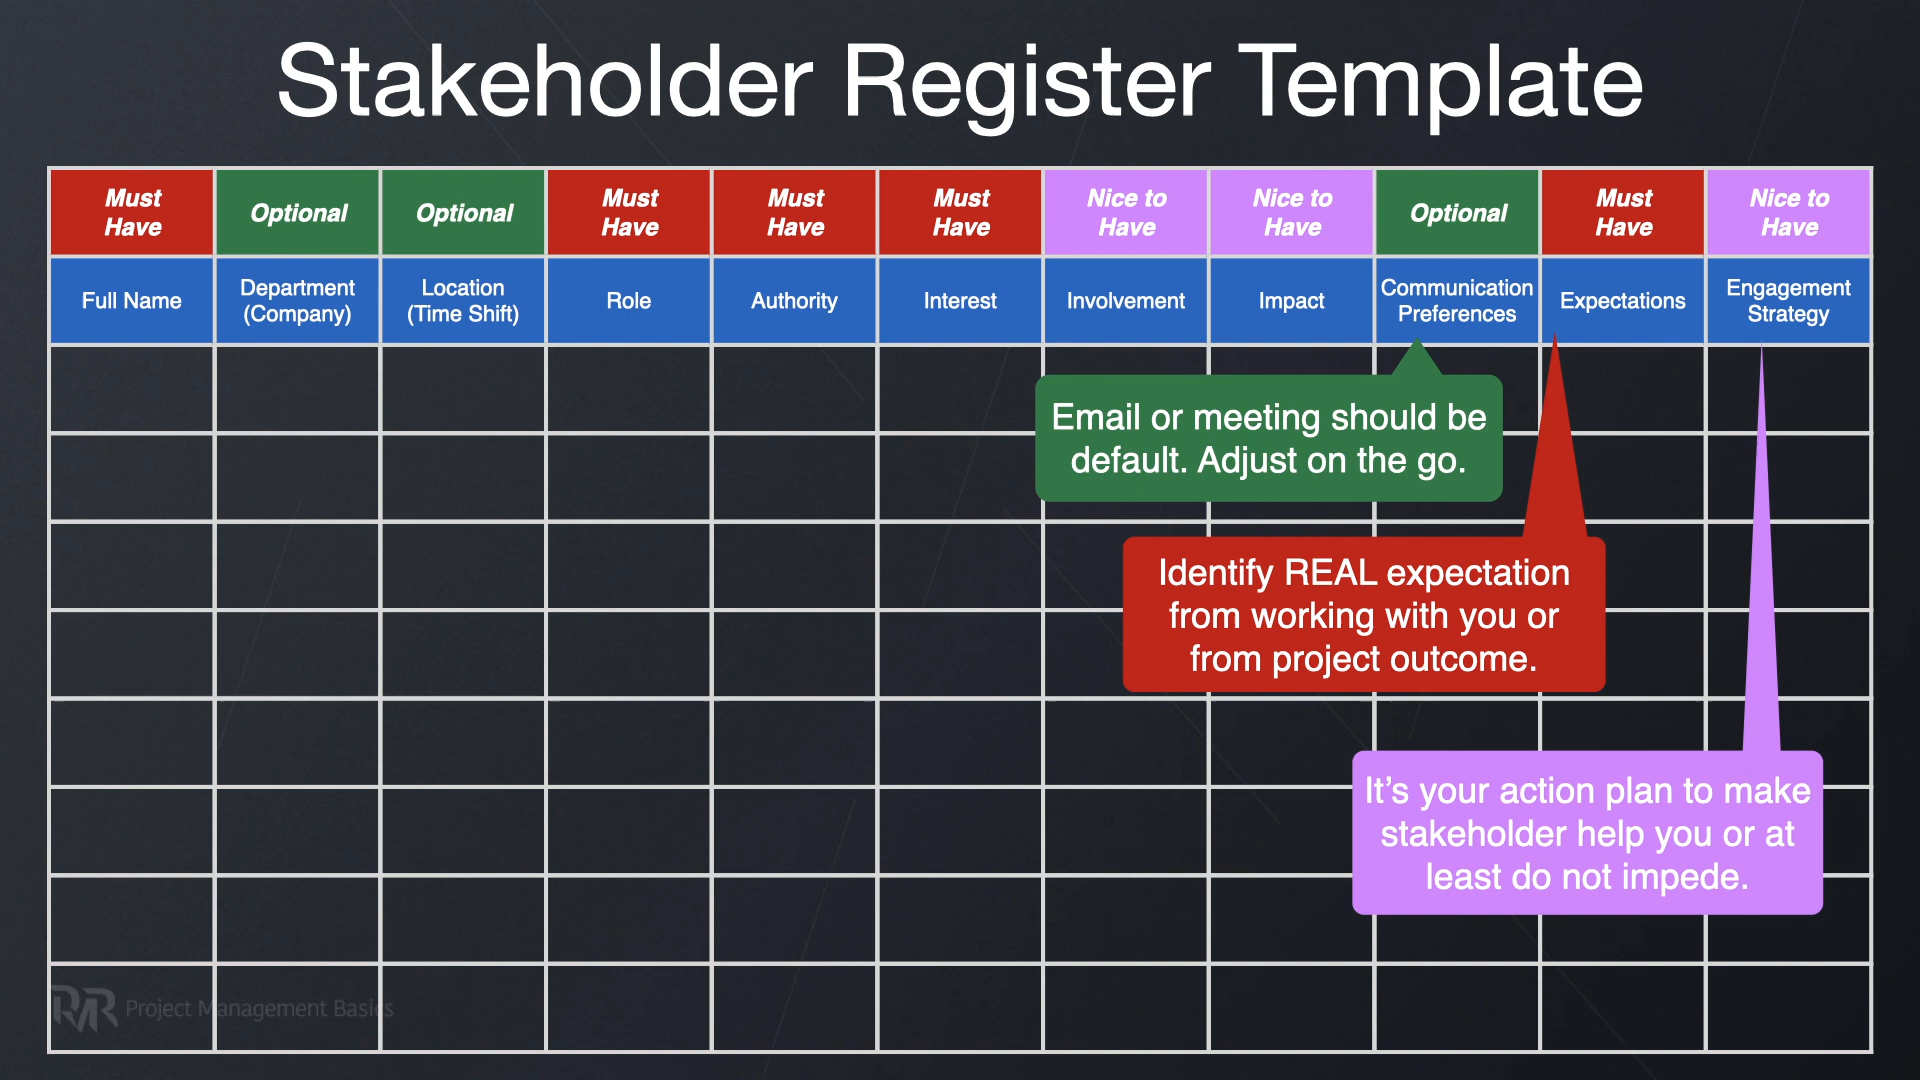 Stakeholder Register Template
Must
Have
Optional
Optional
Must
Have
Must
Have
Must
Have
Nice to
Have
Nice to
Have
Optional
Must
Have
Nice to
Have
Full Name
Department
(Company)
Location
(Time Shift)
Role
Authority
Interest
Involvement
Impact
Communication
Preferences
Expectations
Engagement
Strategy
Email or meeting should be
default. Adjust on the go.
Identify REAL expectation
from working with you or
from project outcome.
It’s your action plan to make
stakeholder help you or at
least do not impede.
Project Management Basics